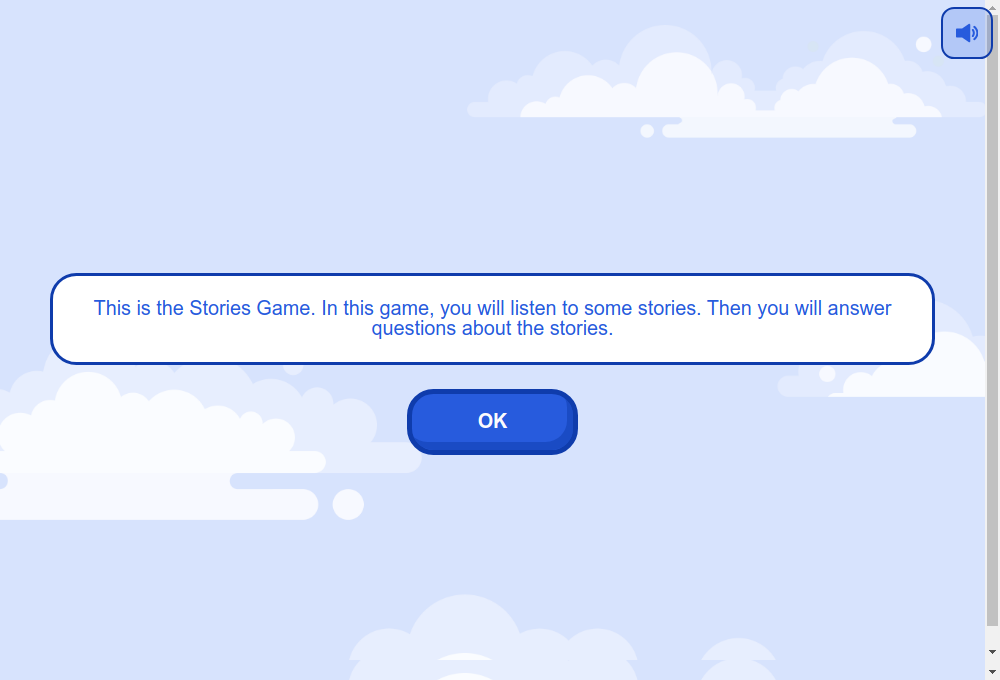 This is the Stories Game. In this game, you will listen to some stories. Then you will answer
questions about the stories.
OK